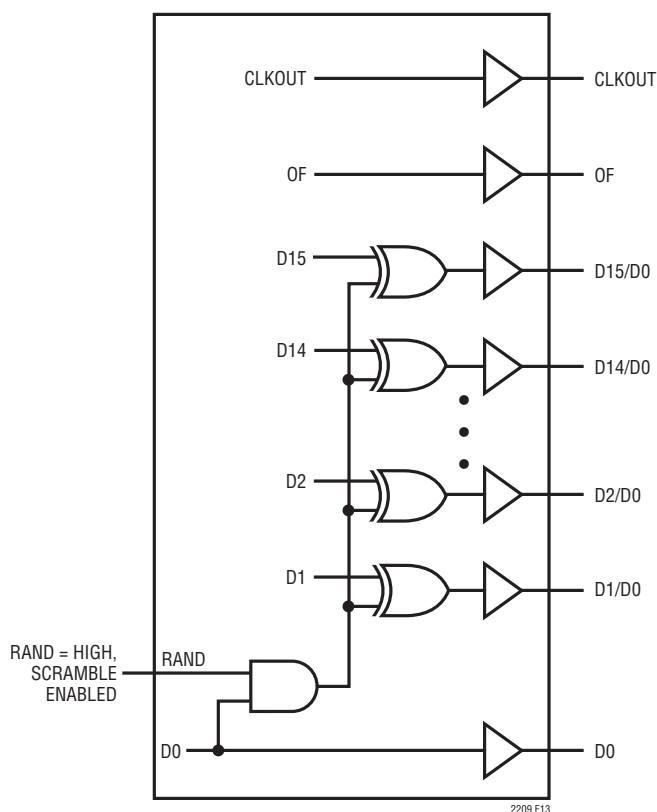 CLKOUT
CLKOUT
OF
OF
D15
D15/D0
D14
D14/D0
D2
D2/D0
D1
D1/D0
RAND = HIGH,
SCRAMBLE
ENABLED
RAND
D0
D0
2209 F13